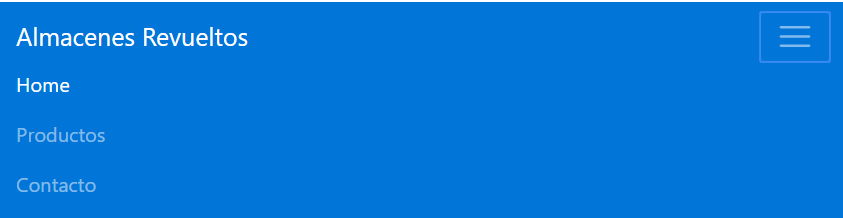 Almacenes Revueltos
Home
Productos
Contacto